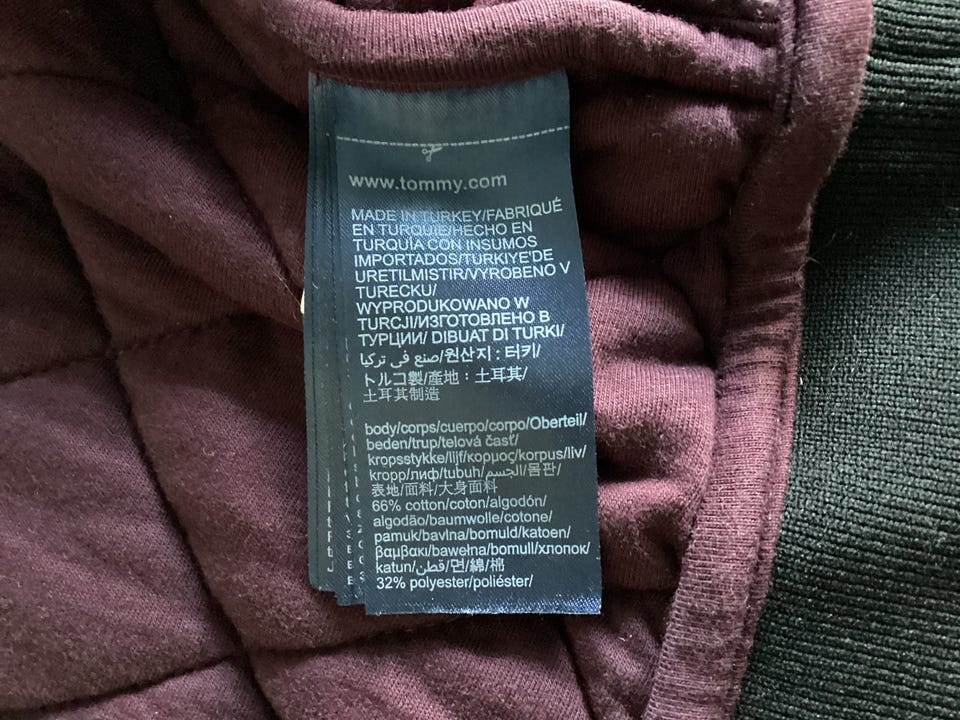 www.tommy.com
MADE IN TURKEY/FABRIQUÉ
EN TURQUIE/HECHO EN
TURQUÍA CON INSUMOS
IMPORTADOS/TÜRKIYE'DE
URETILMISTIR/VYROBENO V
TURECKU/
WYPRODUKOWANO W
TURCJI/ИЗГОТОВЛЕНО В
ТУРЦИИ/ DIBUAT DI TURKI/
صنع في تركيا/원산지 : 터키/
トルコ製/產地：土耳其/
土耳其制造
body/corps/cuerpo/corpo/Oberteil/
beden/trup/telová časť/
kropsstykke/lijf/κορμος/korpus/liv/
kropp/лиф/tubuh/الجسم/몸판/
表地/面料/大身面料
66% cotton/coton/algodón/
algodão/baumwolle/cotone/
pamuk/bavlna/bomuld/katoen/
βαμβακι/bawełna/bomull/хлопок/
katun/قطن/면/綿/棉
32% polyester/poliéster/